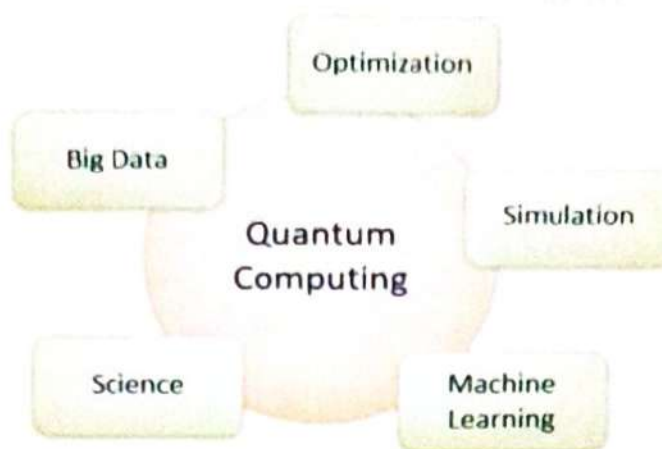 Optimization
Big Data
Simulation
Quantum
Computing
Science
Machine
Learning